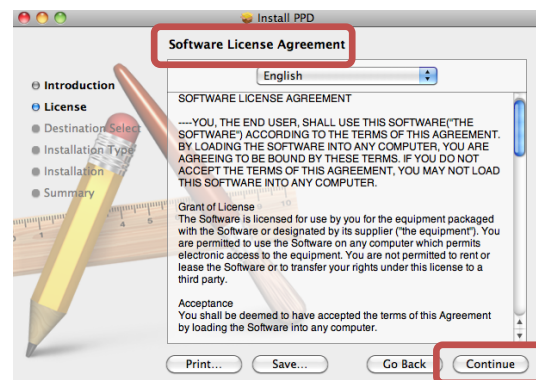 Install PPD
Software License Agreement
English
Introduction
License
Destination Select
Installation Type
Installation
Summary
SOFTWARE LICENSE AGREEMENT
----YOU, THE END USER, SHALL USE THIS SOFTWARE("THE
SOFTWARE") ACCORDING TO THE TERMS OF THIS AGREEMENT.
BY LOADING THE SOFTWARE INTO ANY COMPUTER, YOU ARE
AGREEING TO BE BOUND BY THESE TERMS. IF YOU DO NOT
ACCEPT THE TERMS OF THIS AGREEMENT, YOU MAY NOT LOAD
THIS SOFTWARE INTO ANY COMPUTER.
Grant of License
The Software is licensed for use by you for the equipment packaged
with the Software or designated by its supplier ("the equipment"). You
are permitted to use the Software on any computer which permits
electronic access to the equipment. You are not permitted to rent or
lease the Software or to transfer your rights under this license to a
third party.
Acceptance
You shall be deemed to have accepted the terms of this Agreement
by loading the Software into any computer.
Print... Save... Go Back Continue